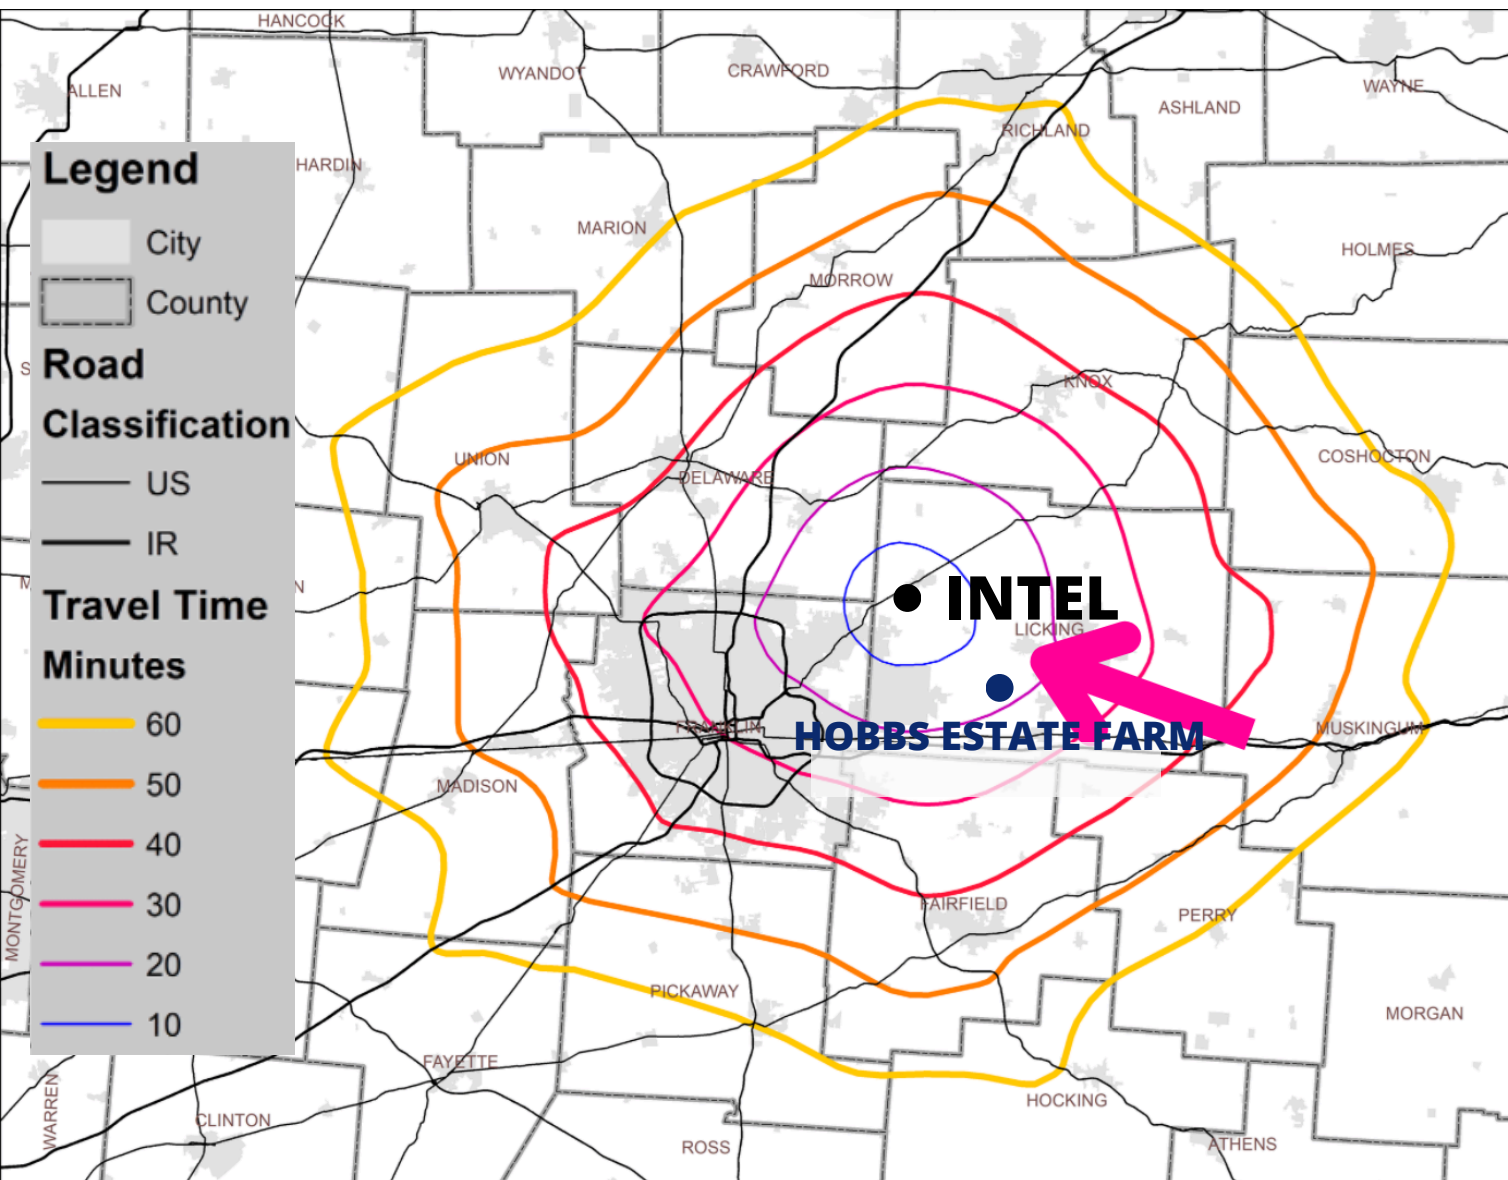 HANCOCK
WYANDOT
CRAWFORD
ALLEN
WAYNE
ASHLAND
RICHLAND
HARDIN
MARION
HOLMES
MORROW
KNOX
COSHOCTON
UNION
DELAWARE
Legend
City
County
Road
Classification
US
IR
Travel Time
Minutes
60
50
40
30
20
10
S
M
N
INTEL
LICKING
HOBBS ESTATE FARM
FRANKLIN
MUSKINGUM
MADISON
MONTGOMERY
FAIRFIELD
PERRY
PICKAWAY
MORGAN
FAYETTE
WARREN
CLINTON
HOCKING
ROSS
ATHENS